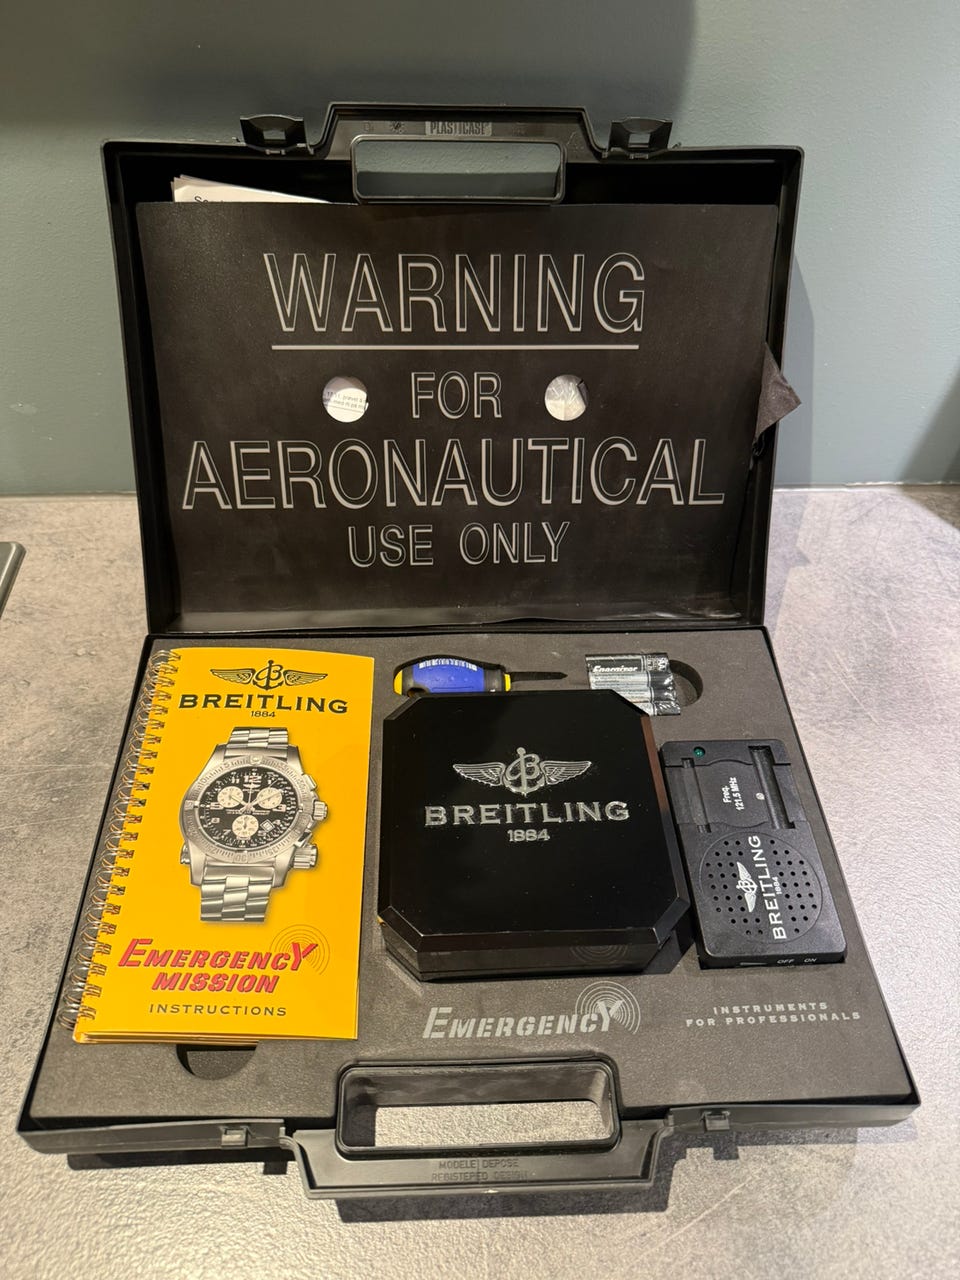 PLASTICASE
WARNING
FOR
AERONAUTICAL
USE ONLY
BREITLING
1884
EMERGENCY
MISSION
INSTRUCTIONS
Energizer
BREITLING
1884
Freq.
121.5 MHz
BREITLING
1884
OFF ON
EMERGENCY
INSTRUMENTS
FOR PROFESSIONALS
MODELE DEPOSE
REGISTERED DESIGN